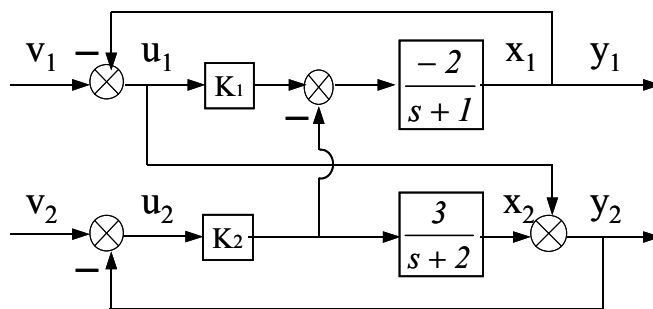 − v₁ u₁ K₁ − −2 / s + 1 x₁ y₁
v₂ u₂ K₂ 3 / s + 2 x₂ y₂
−